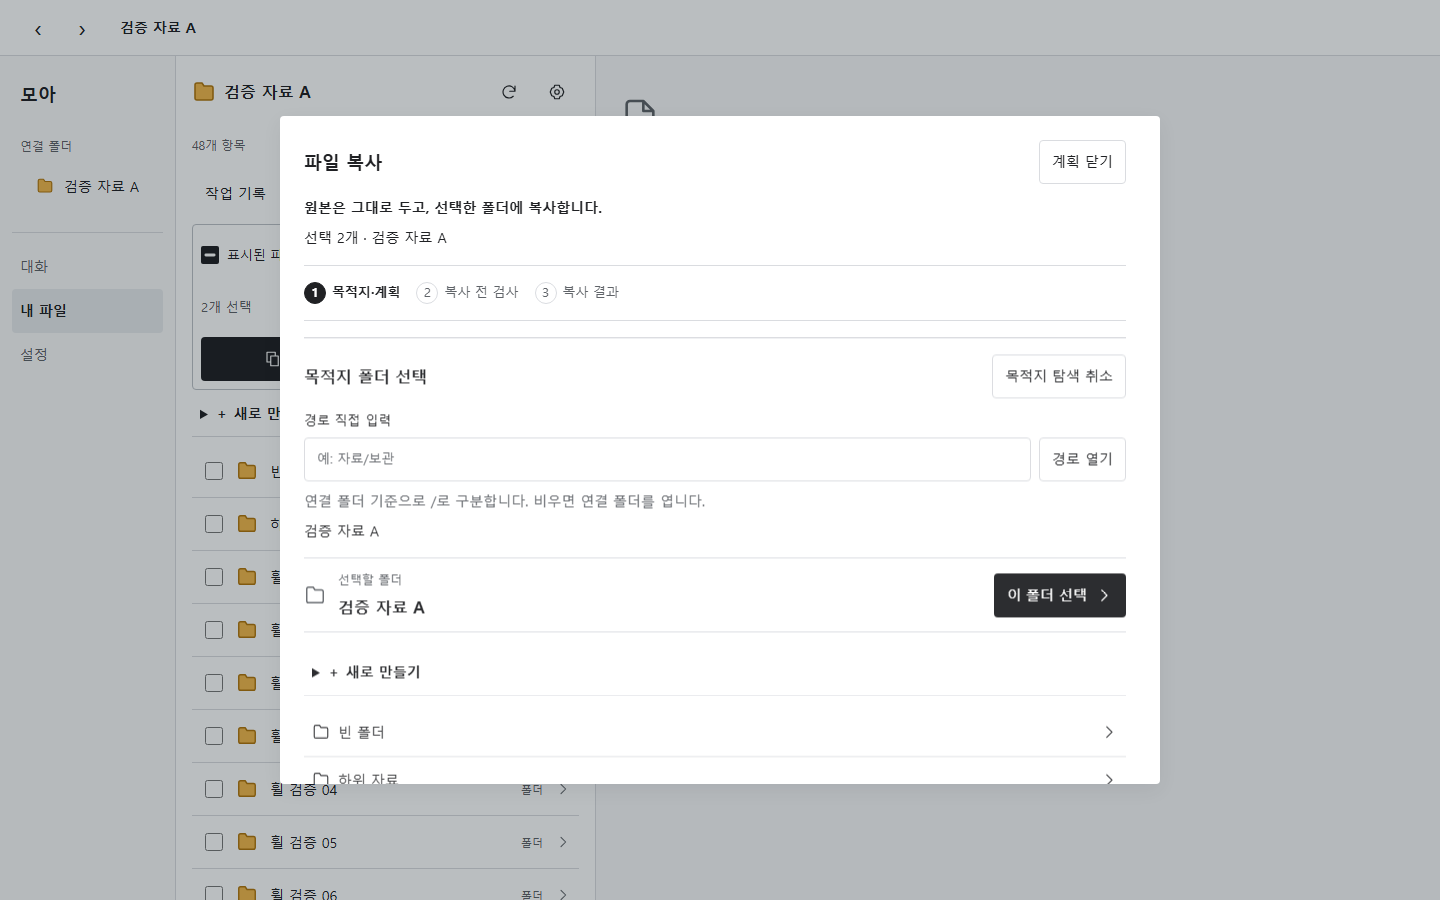 검증 자료 A
모아
연결 폴더
검증 자료 A
대화
내 파일
설정
검증 자료 A
48개 항목
작업 기록
표시된
2개 선택
+ 새로 만
휠 검증 04 폴더
휠 검증 05 폴더
휠 검증 06 폴더
파일 복사
계획 닫기
원본은 그대로 두고, 선택한 폴더에 복사합니다.
선택 2개 · 검증 자료 A
1 목적지·계획 2 복사 전 검사 3 복사 결과
목적지 폴더 선택
목적지 탐색 취소
경로 직접 입력
예: 자료/보관
경로 열기
연결 폴더 기준으로 /로 구분합니다. 비우면 연결 폴더를 엽니다.
검증 자료 A
선택할 폴더
검증 자료 A
이 폴더 선택
+ 새로 만들기
빈 폴더
하위 자료